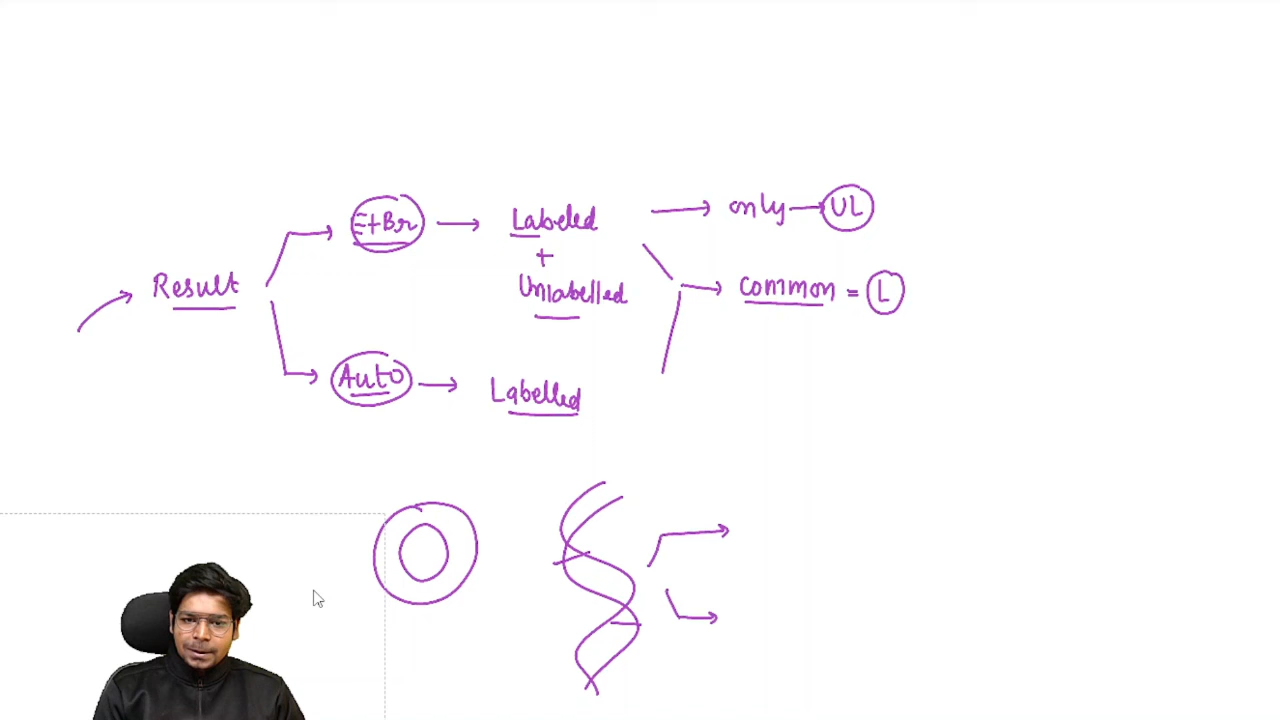 Result
EtBr
Labeled
+
Unlabelled
only UL
common = L
Auto
Labelled